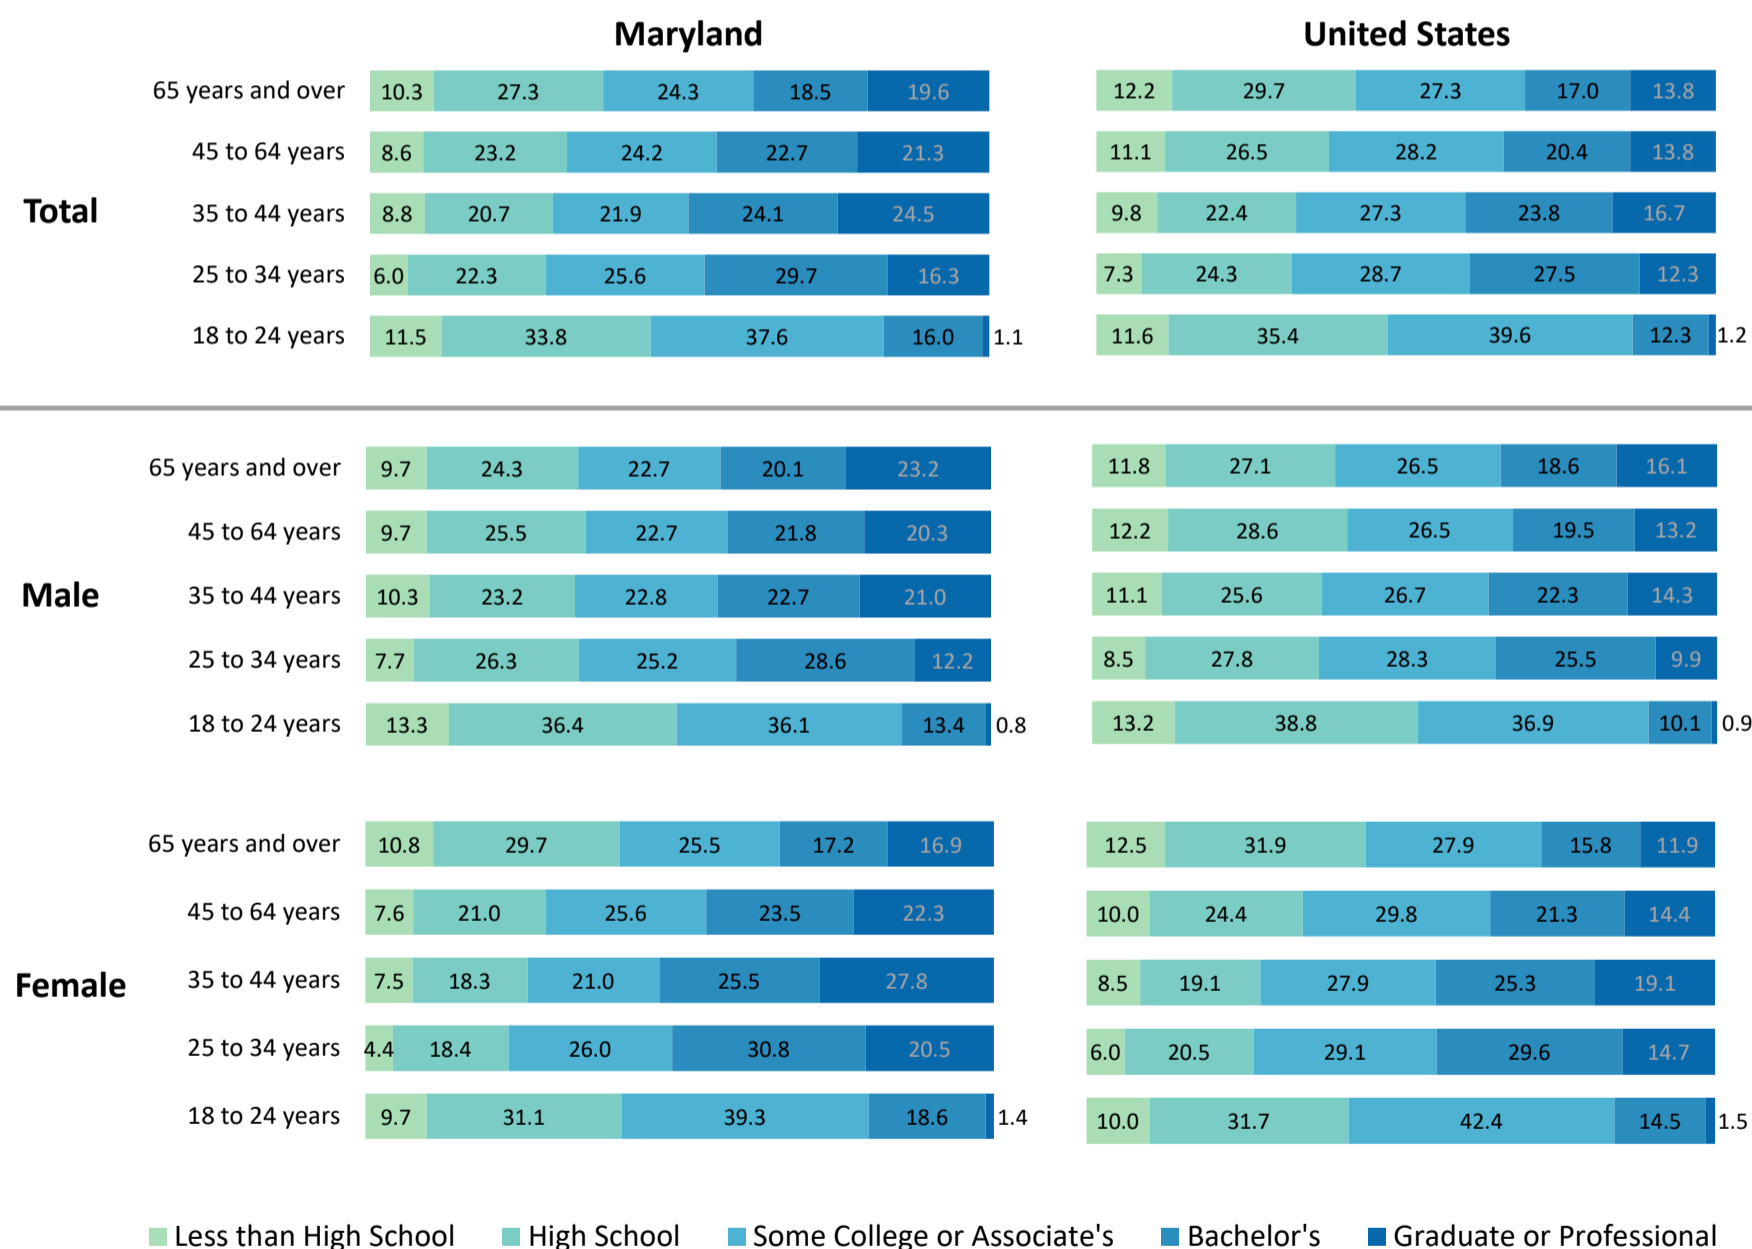 Maryland United States
65 years and over 10.3 27.3 24.3 18.5 19.6 12.2 29.7 27.3 17.0 13.8
45 to 64 years 8.6 23.2 24.2 22.7 21.3 11.1 26.5 28.2 20.4 13.8
Total 35 to 44 years 8.8 20.7 21.9 24.1 24.5 9.8 22.4 27.3 23.8 16.7
25 to 34 years 6.0 22.3 25.6 29.7 16.3 7.3 24.3 28.7 27.5 12.3
18 to 24 years 11.5 33.8 37.6 16.0 1.1 11.6 35.4 39.6 12.3 1.2
65 years and over 9.7 24.3 22.7 20.1 23.2 11.8 27.1 26.5 18.6 16.1
45 to 64 years 9.7 25.5 22.7 21.8 20.3 12.2 28.6 26.5 19.5 13.2
Male 35 to 44 years 10.3 23.2 22.8 22.7 21.0 11.1 25.6 26.7 22.3 14.3
25 to 34 years 7.7 26.3 25.2 28.6 12.2 8.5 27.8 28.3 25.5 9.9
18 to 24 years 13.3 36.4 36.1 13.4 0.8 13.2 38.8 36.9 10.1 0.9
65 years and over 10.8 29.7 25.5 17.2 16.9 12.5 31.9 27.9 15.8 11.9
45 to 64 years 7.6 21.0 25.6 23.5 22.3 10.0 24.4 29.8 21.3 14.4
Female 35 to 44 years 7.5 18.3 21.0 25.5 27.8 8.5 19.1 27.9 25.3 19.1
25 to 34 years 4.4 18.4 26.0 30.8 20.5 6.0 20.5 29.1 29.6 14.7
18 to 24 years 9.7 31.1 39.3 18.6 1.4 10.0 31.7 42.4 14.5 1.5
Less than High School High School Some College or Associate's Bachelor's Graduate or Professional